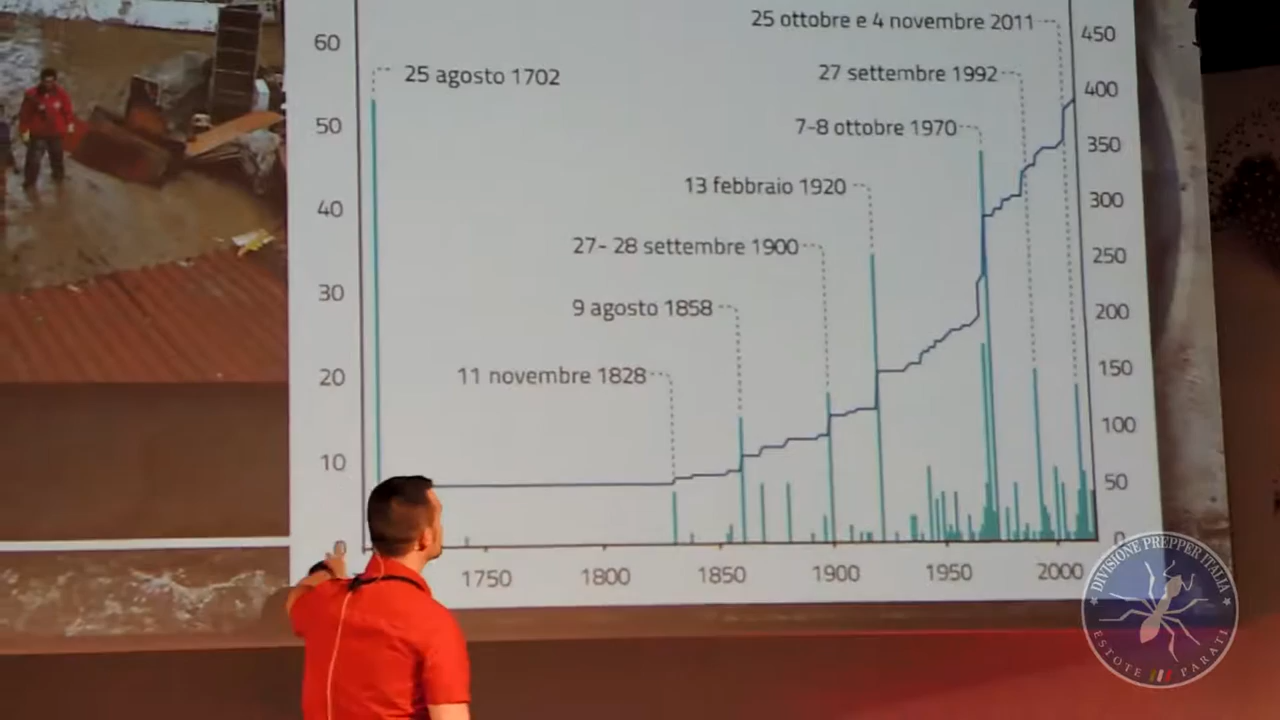 25 ottobre e 4 novembre 2011
27 settembre 1992
25 agosto 1702
7-8 ottobre 1970
13 febbraio 1920
27- 28 settembre 1900
9 agosto 1858
11 novembre 1828
60
50
40
30
20
10
0
450
400
350
300
250
200
150
100
50
0
1750
1800
1850
1900
1950
2000
DIVISIONE PREPPER ITALIA
ESTOTE PARATI